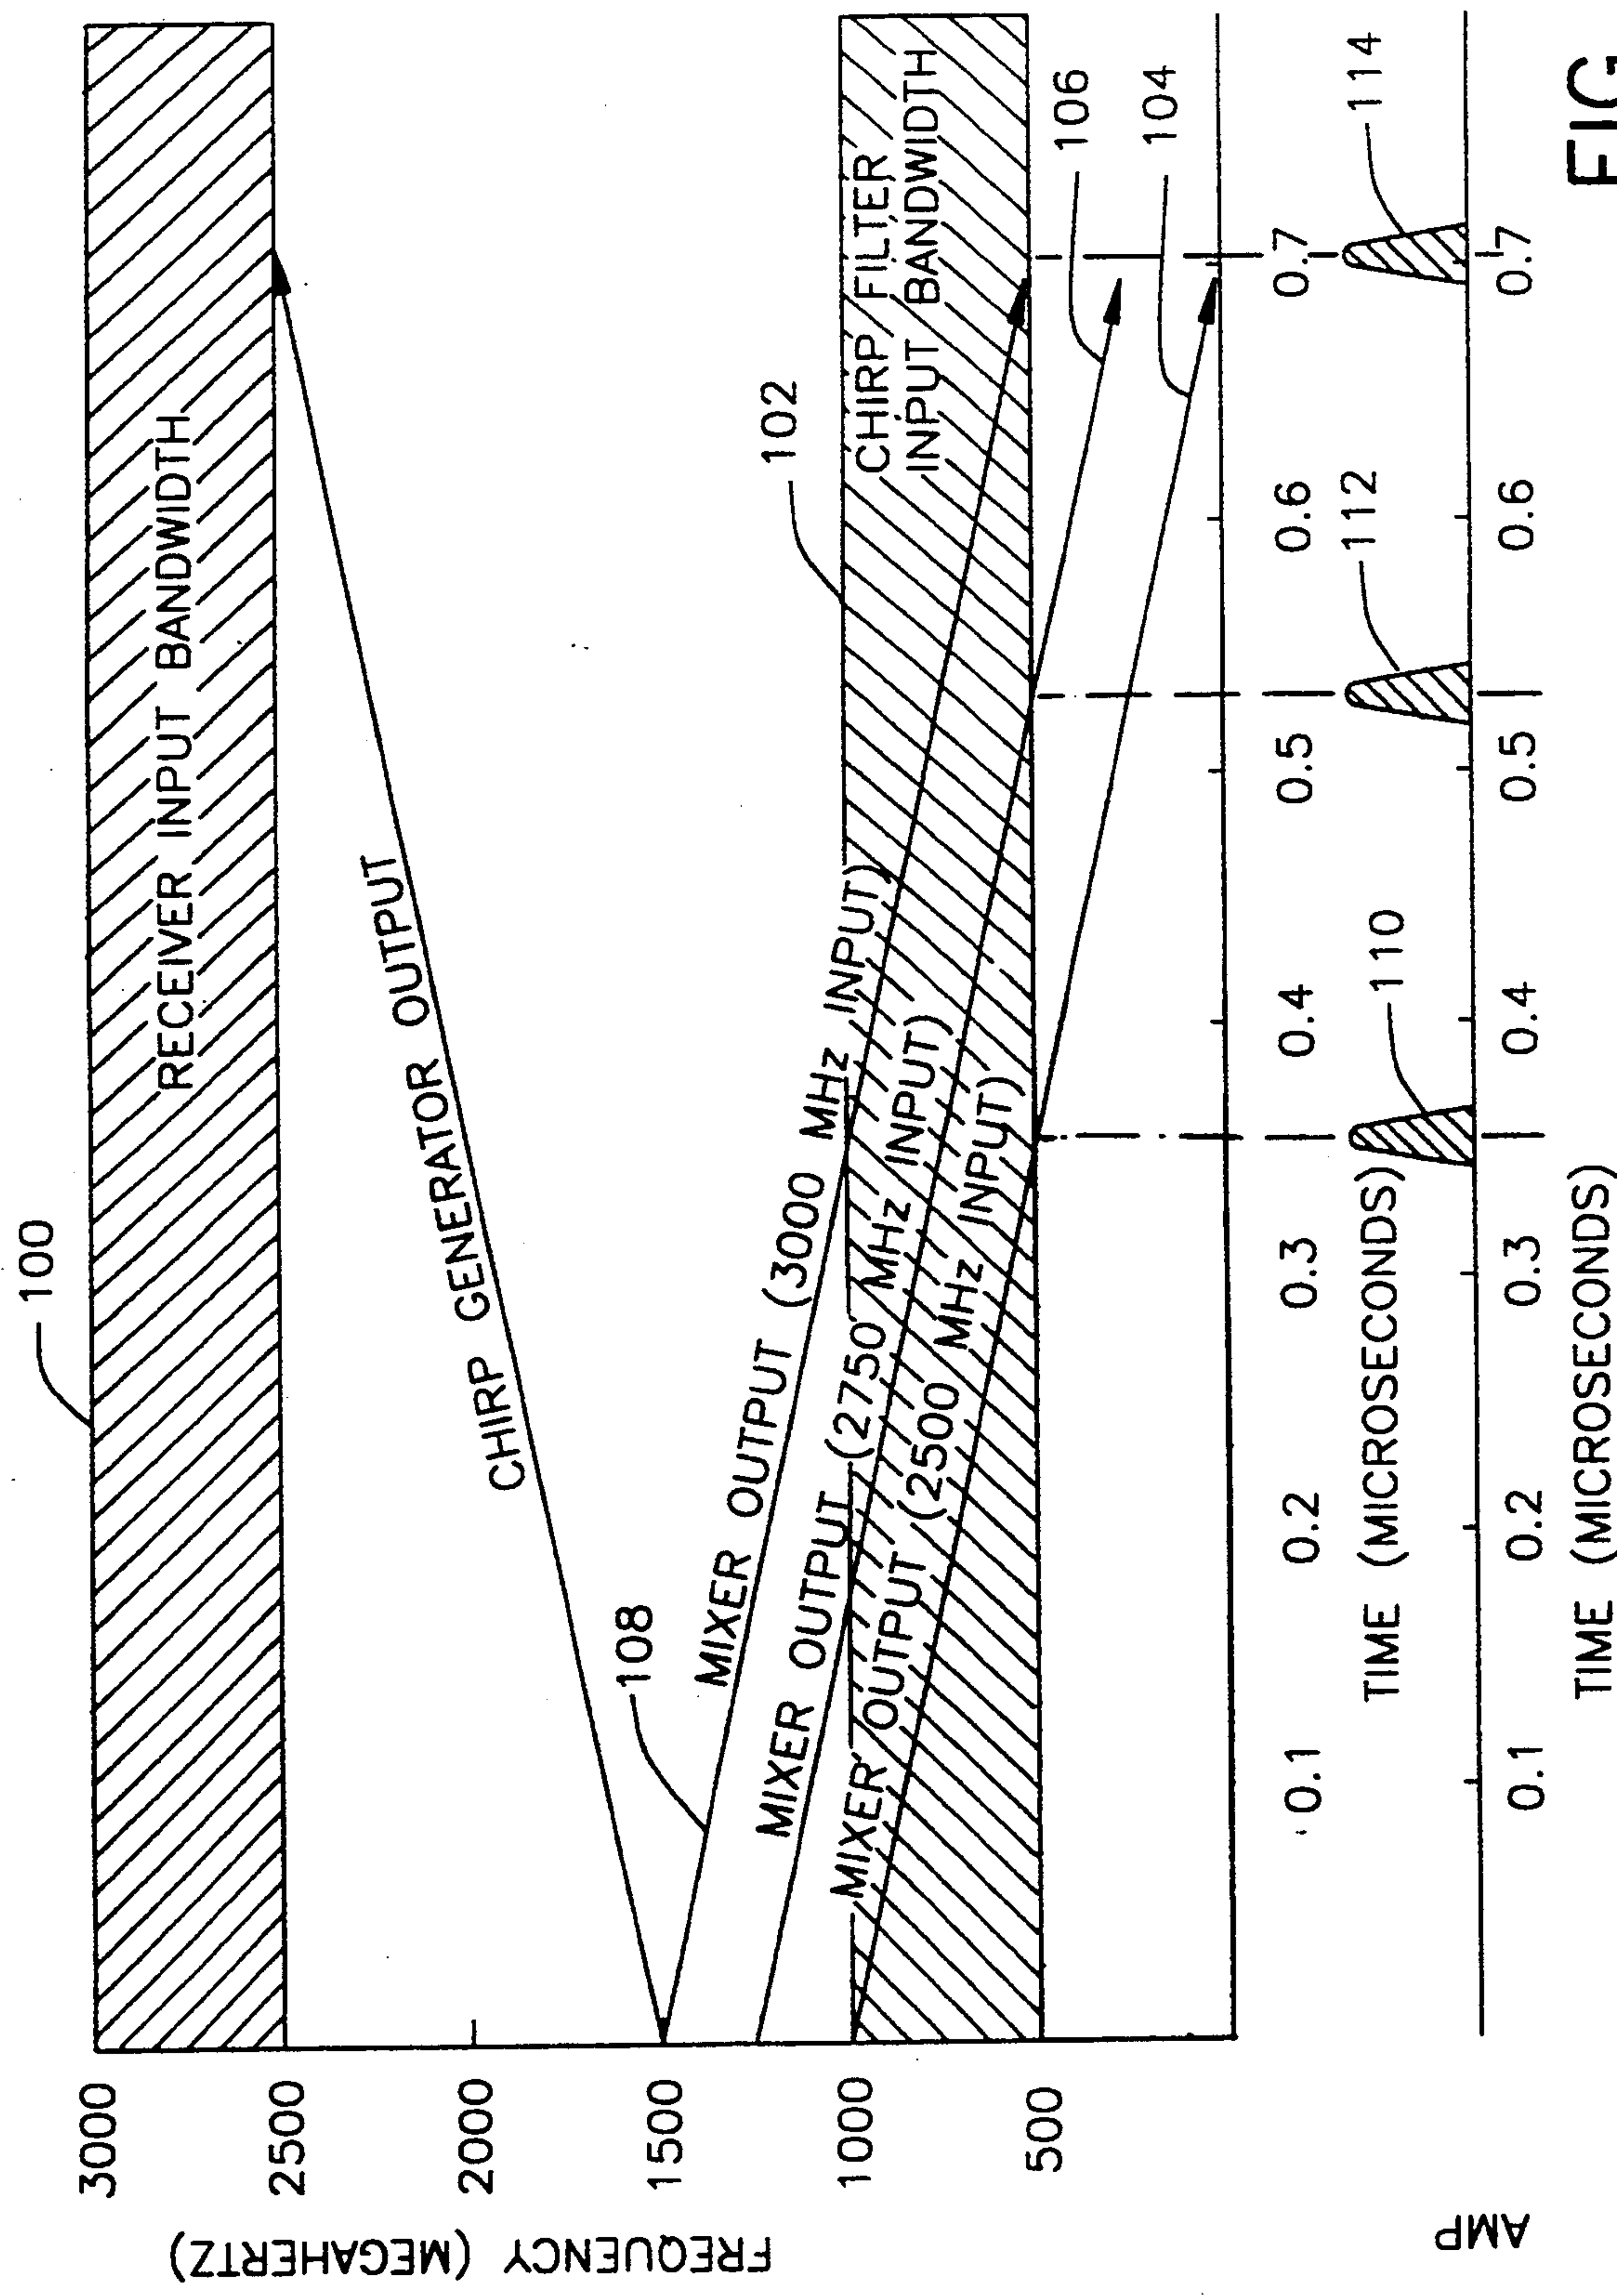 100
3000
2500
2000
1500
1000
500
FREQUENCY (MEGAHERTZ)
RECEIVER INPUT BANDWIDTH
CHIRP GENERATOR OUTPUT
108
MIXER OUTPUT (3000 MHz INPUT)
MIXER OUTPUT (2750 MHz INPUT)
MIXER OUTPUT (2500 MHz INPUT)
102
CHIRP FILTER
INPUT BANDWIDTH
106
104
0.1 0.2 0.3 0.4 0.5 0.6 0.7
TIME (MICROSECONDS)
110
112
114
AMP
0.1 0.2 0.3 0.4 0.5 0.6 0.7
TIME (MICROSECONDS)
FIG